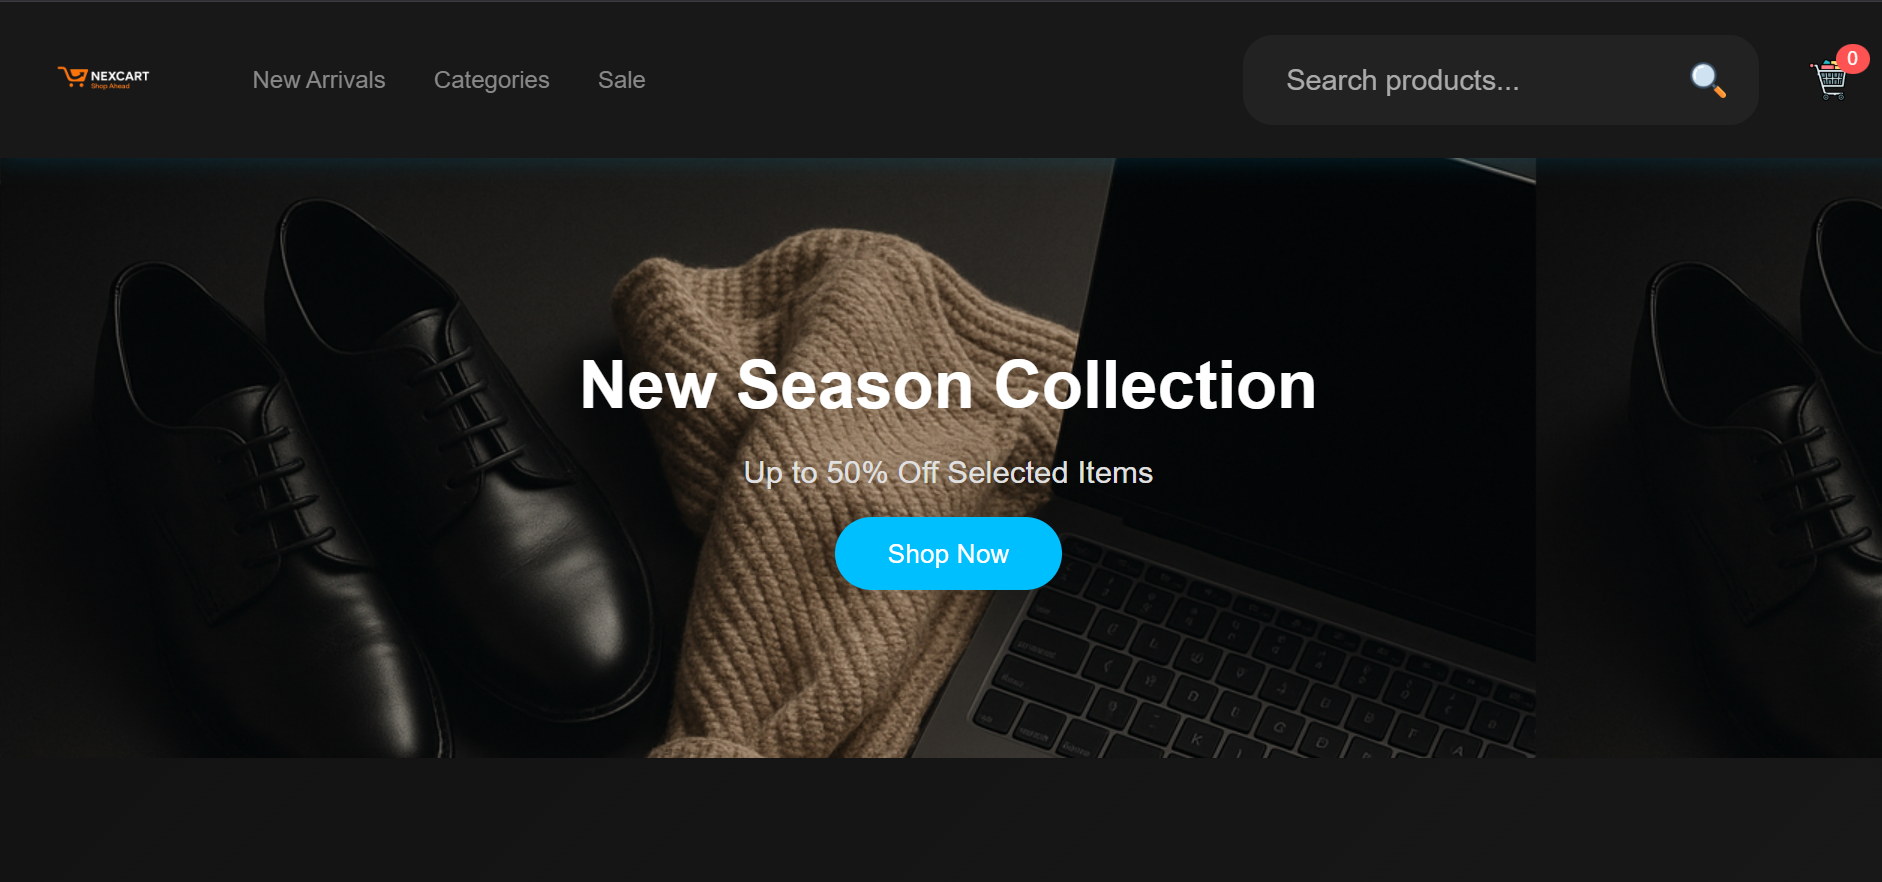 NEXCART
Shop Ahead
New Arrivals
Categories
Sale
Search products...
0
New Season Collection
Up to 50% Off Selected Items
Shop Now